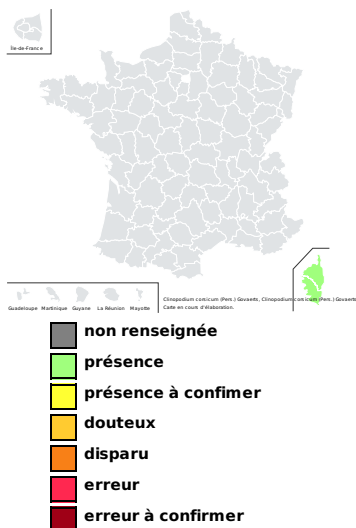 Île-de-France
Guadeloupe Martinique Guyane La Réunion Mayotte
Clinopodium corsicum (Pers.) Govaerts, Clinopodium corsicum (Pers.) Govaerts
Carte en cours d'élaboration.
non renseignée
présence
présence à confimer
douteux
disparu
erreur
erreur à confirmer